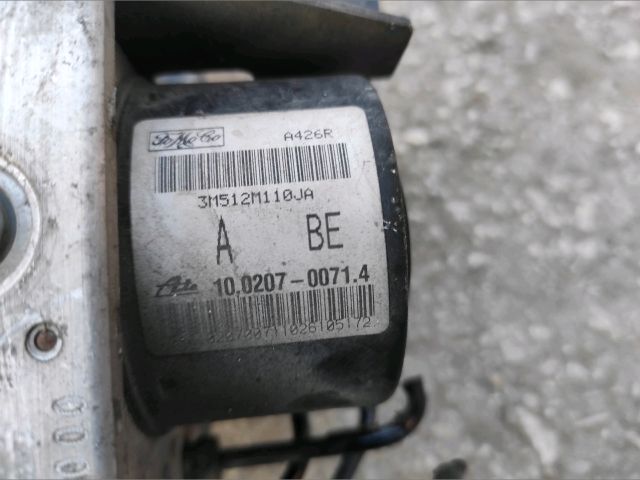 FoMoCo A426R
3M512M110JA
A BE
Ate 10.0207-0071.4